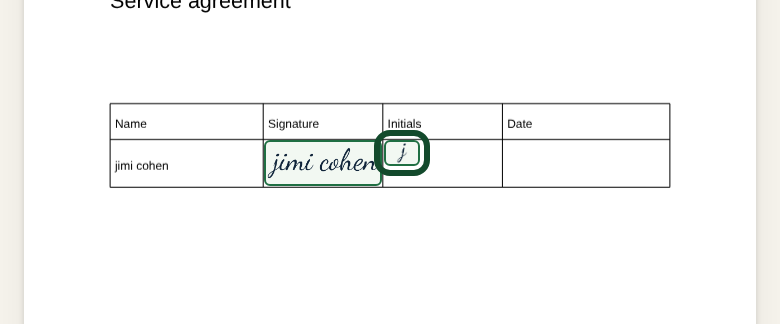 Service agreement
Name Signature Initials Date
jimi cohen jimi cohen j